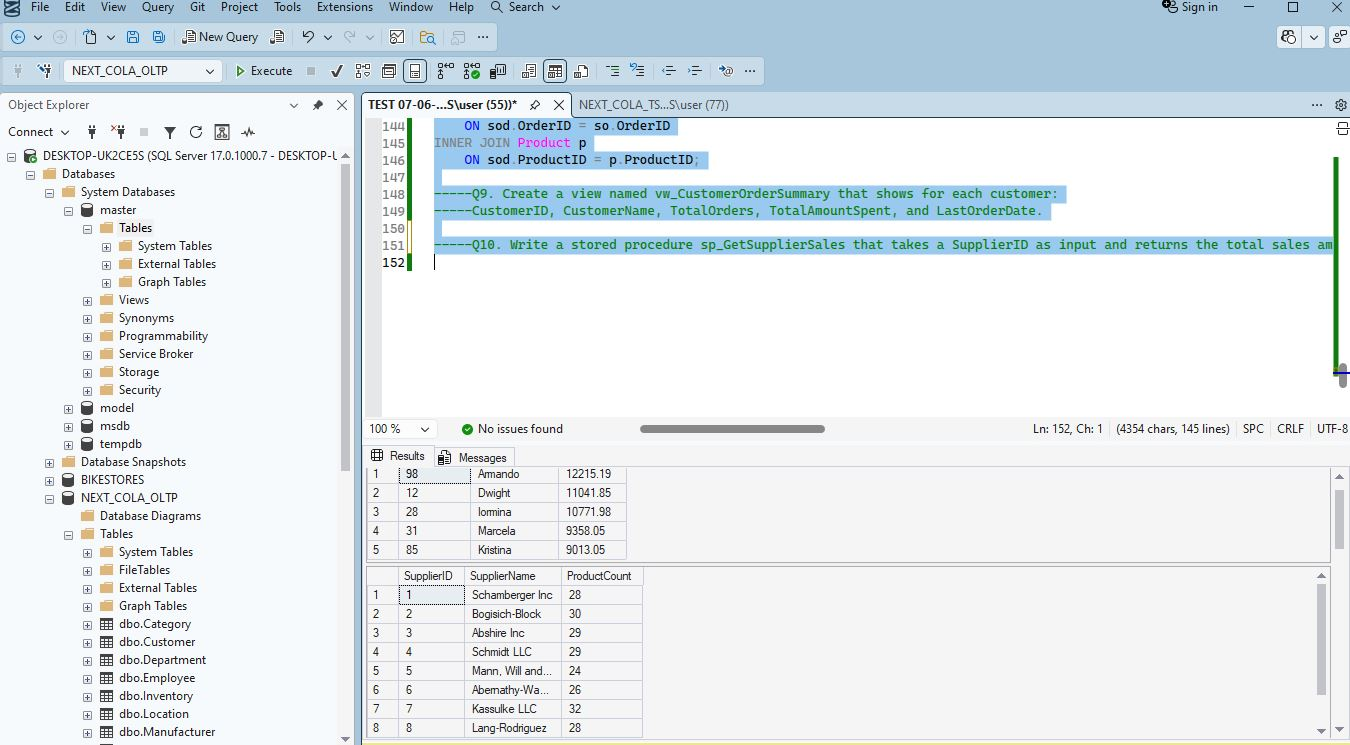 File Edit View Query Git Project Tools Extensions Window Help Search Sign in
New Query
NEXT_COLA_OLTP Execute
Object Explorer
Connect
DESKTOP-UK2CE5S (SQL Server 17.0.1000.7 - DESKTOP-U
Databases
System Databases
master
Tables
System Tables
External Tables
Graph Tables
Views
Synonyms
Programmability
Service Broker
Storage
Security
model
msdb
tempdb
Database Snapshots
BIKESTORES
NEXT_COLA_OLTP
Database Diagrams
Tables
System Tables
FileTables
External Tables
Graph Tables
dbo.Category
dbo.Customer
dbo.Department
dbo.Employee
dbo.Inventory
dbo.Location
dbo.Manufacturer
TEST 07-06-...S\user (55))* NEXT_COLA_TS...S\user (77))
144 ON sod.OrderID = so.OrderID
145 INNER JOIN Product p
146 ON sod.ProductID = p.ProductID;
147
148 -----Q9. Create a view named vw_CustomerOrderSummary that shows for each customer:
149 -----CustomerID, CustomerName, TotalOrders, TotalAmountSpent, and LastOrderDate.
150
151 -----Q10. Write a stored procedure sp_GetSupplierSales that takes a SupplierID as input and returns the total sales am
152
100 % No issues found Ln: 152, Ch: 1 (4354 chars, 145 lines) SPC CRLF UTF-8
Results Messages
1 98 Amando 12215.19
2 12 Dwight 11041.85
3 28 Iormina 10771.98
4 31 Marcela 9358.05
5 85 Kristina 9013.05
SupplierID SupplierName ProductCount
1 1 Schamberger Inc 28
2 2 Bogisich-Block 30
3 3 Abshire Inc 29
4 4 Schmidt LLC 29
5 5 Mann, Will and... 24
6 6 Abernathy-Wa... 26
7 7 Kassulke LLC 32
8 8 Lang-Rodriguez 28